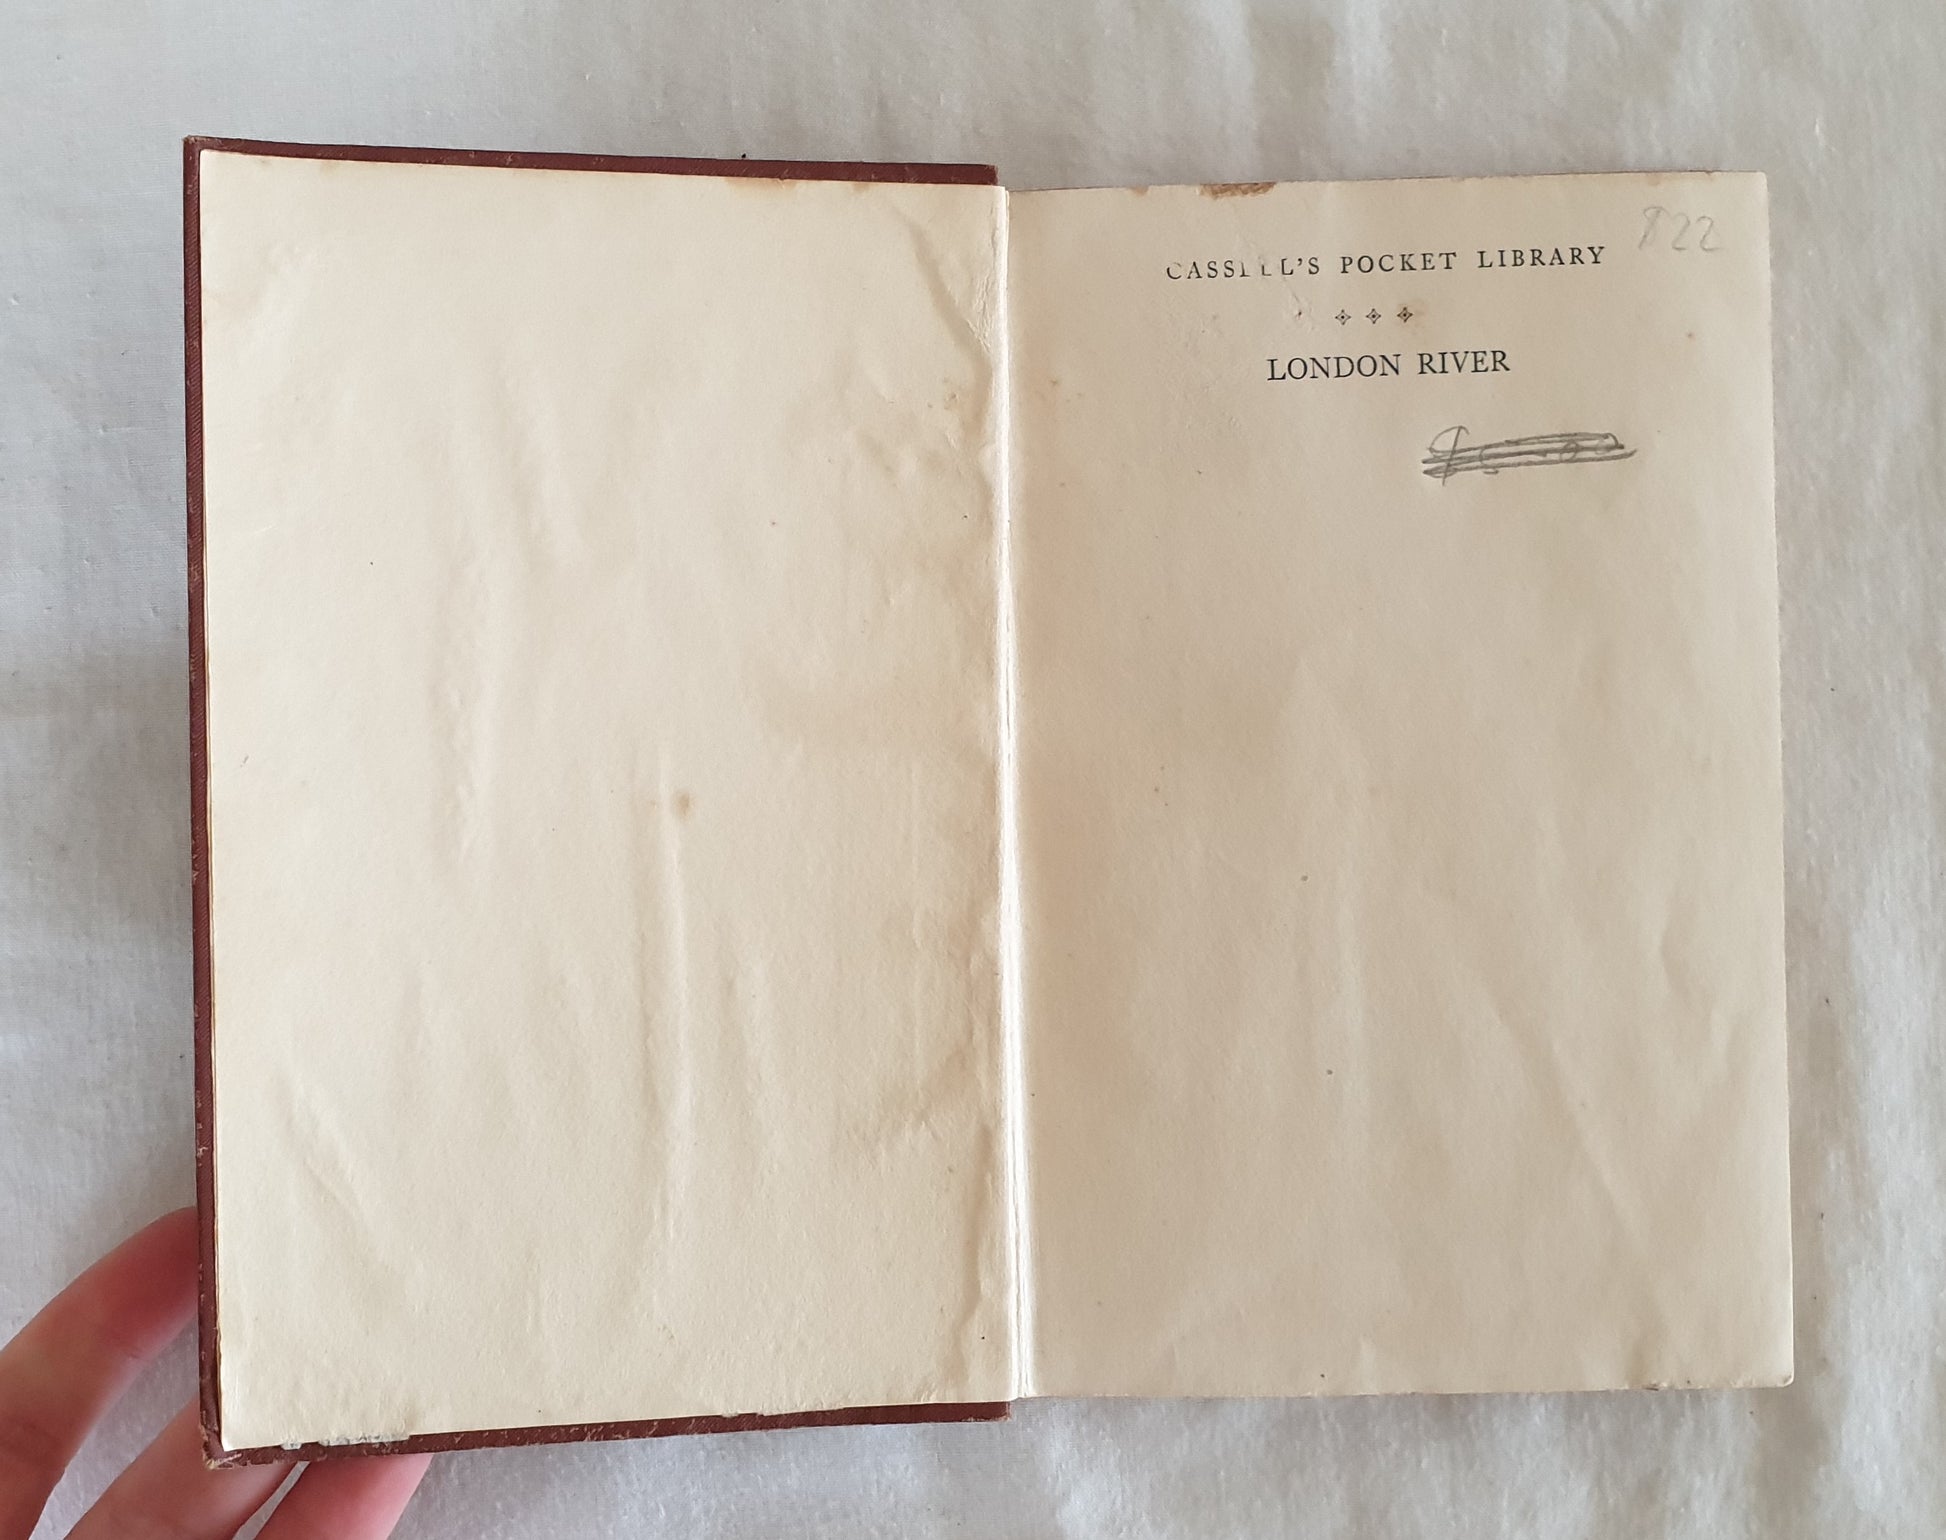 822
CASSELL'S POCKET LIBRARY
LONDON RIVER